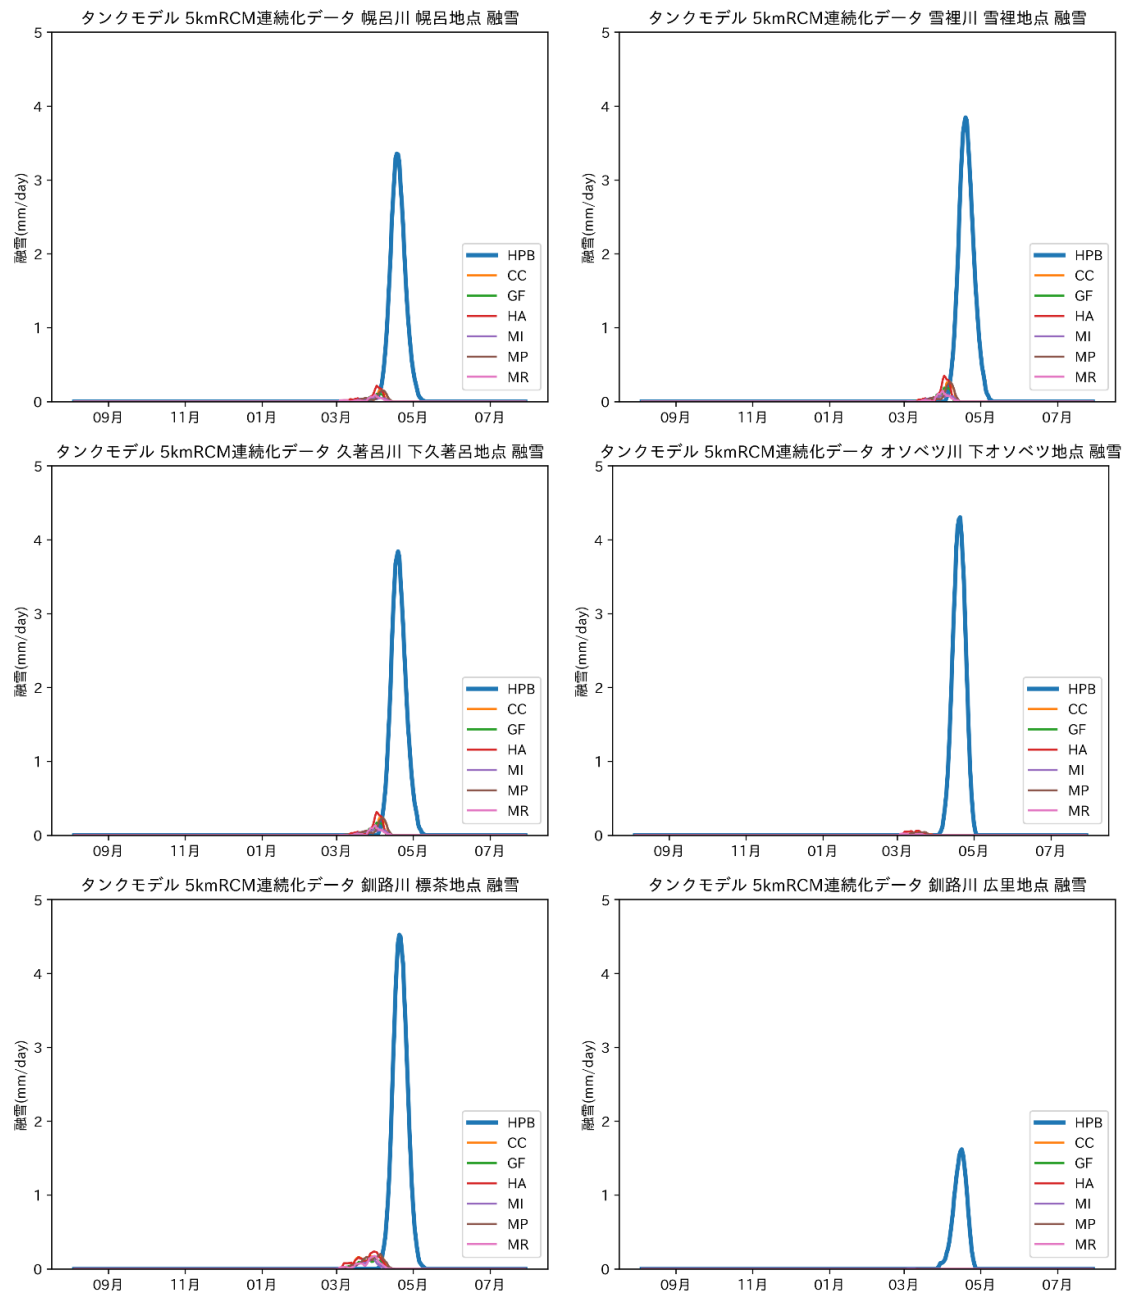 タンクモデル 5kmRCM連続化データ 幌呂川 幌呂地点 融雪
融雪(mm/day)
5
4
3
2
1
0
09月 11月 01月 03月 05月 07月
HPB
CC
GF
HA
MI
MP
MR
タンクモデル 5kmRCM連続化データ 雪裡川 雪裡地点 融雪
融雪(mm/day)
5
4
3
2
1
0
09月 11月 01月 03月 05月 07月
HPB
CC
GF
HA
MI
MP
MR
タンクモデル 5kmRCM連続化データ 久著呂川 下久著呂地点 融雪
融雪(mm/day)
5
4
3
2
1
0
09月 11月 01月 03月 05月 07月
HPB
CC
GF
HA
MI
MP
MR
タンクモデル 5kmRCM連続化データ オソベツ川 下オソベツ地点 融雪
融雪(mm/day)
5
4
3
2
1
0
09月 11月 01月 03月 05月 07月
HPB
CC
GF
HA
MI
MP
MR
タンクモデル 5kmRCM連続化データ 釧路川 標茶地点 融雪
融雪(mm/day)
5
4
3
2
1
0
09月 11月 01月 03月 05月 07月
HPB
CC
GF
HA
MI
MP
MR
タンクモデル 5kmRCM連続化データ 釧路川 広里地点 融雪
融雪(mm/day)
5
4
3
2
1
0
09月 11月 01月 03月 05月 07月
HPB
CC
GF
HA
MI
MP
MR